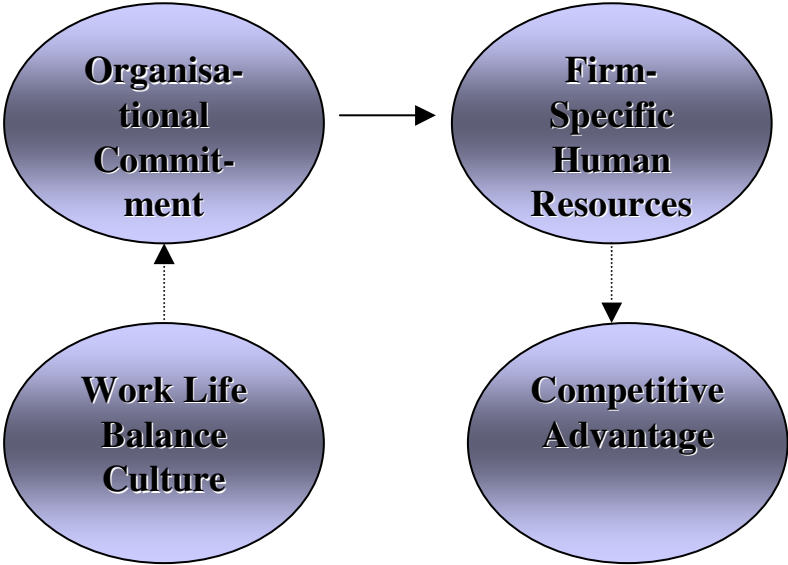 Organisa-
tional
Commit-
ment
Firm-
Specific
Human
Resources
Work Life
Balance
Culture
Competitive
Advantage